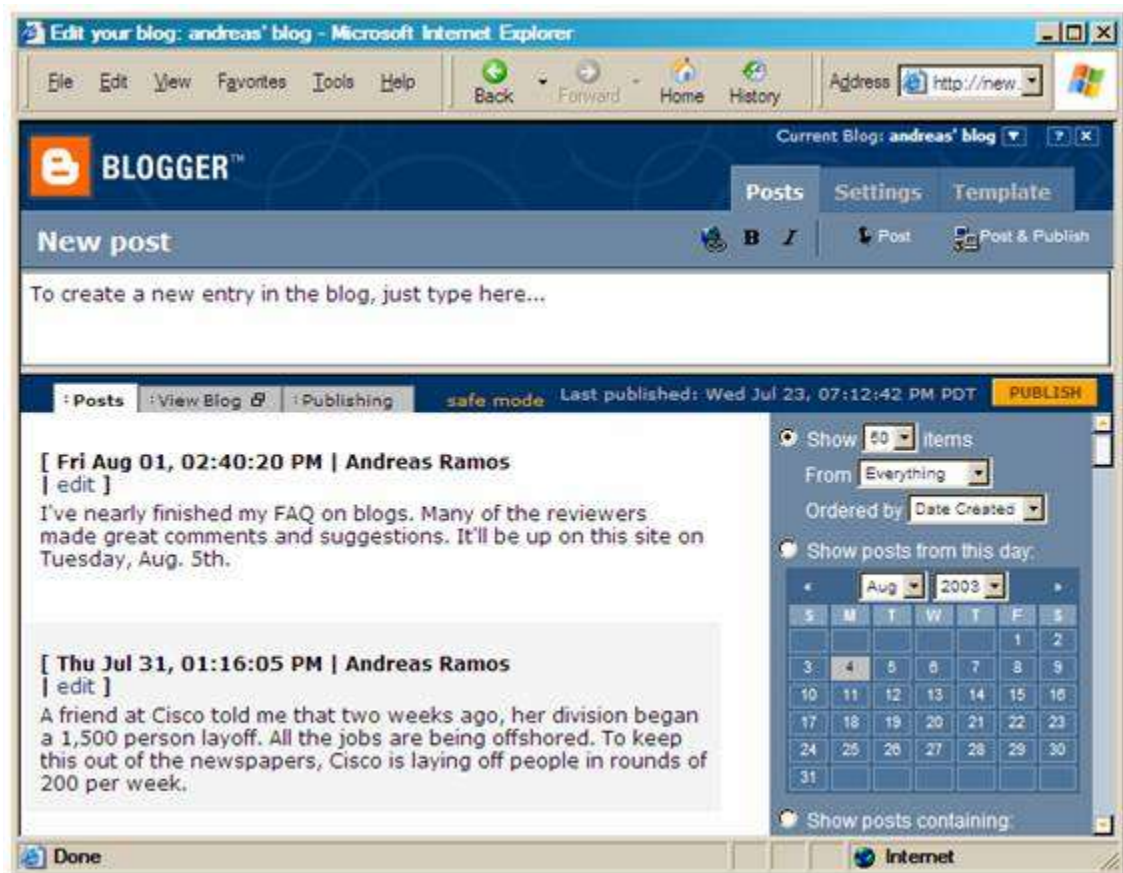 Edit your blog: andreas' blog - Microsoft Internet Explorer
File Edit View Favorites Tools Help Back Forward Home History Address http://new.
Current Blog: andreas' blog ? x
BLOGGER™
Posts Settings Template
New post B I Post Post & Publish
To create a new entry in the blog, just type here...
Posts View Blog Publishing safe mode Last published: Wed Jul 23, 07:12:42 PM PDT PUBLISH
[ Fri Aug 01, 02:40:20 PM | Andreas Ramos
| edit ]
I've nearly finished my FAQ on blogs. Many of the reviewers
made great comments and suggestions. It'll be up on this site on
Tuesday, Aug. 5th.
[ Thu Jul 31, 01:16:05 PM | Andreas Ramos
| edit ]
A friend at Cisco told me that two weeks ago, her division began
a 1,500 person layoff. All the jobs are being offshored. To keep
this out of the newspapers, Cisco is laying off people in rounds of
200 per week.
Show 50 items
From Everything
Ordered by Date Created
Show posts from this day:
« Aug 2003 »
S M T W T F S
1 2
3 4 5 6 7 8 9
10 11 12 13 14 15 16
17 18 19 20 21 22 23
24 25 26 27 28 29 30
31
Show posts containing:
Done Internet